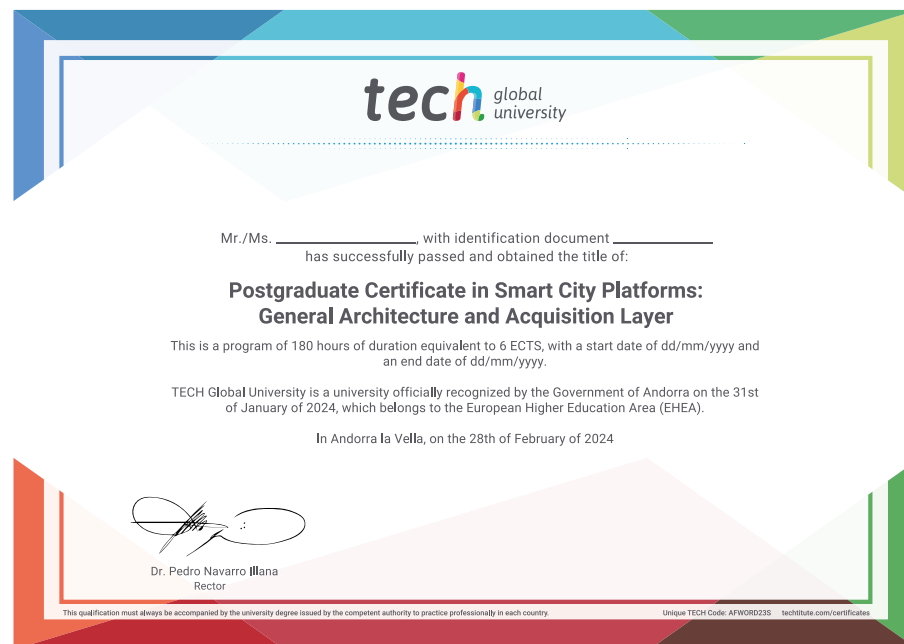 tech global
university
Mr./Ms. ____________, with identification document ____________
has successfully passed and obtained the title of:
Postgraduate Certificate in Smart City Platforms:
General Architecture and Acquisition Layer
This is a program of 180 hours of duration equivalent to 6 ECTS, with a start date of dd/mm/yyyy and
an end date of dd/mm/yyyy.
TECH Global University is a university officially recognized by the Government of Andorra on the 31st
of January of 2024, which belongs to the European Higher Education Area (EHEA).
In Andorra la Vella, on the 28th of February of 2024
Dr. Pedro Navarro Illana
Rector
This qualification must always be accompanied by the university degree issued by the competent authority to practice professionally in each country.
Unique TECH Code: AFWORD23S techtitute.com/certificates